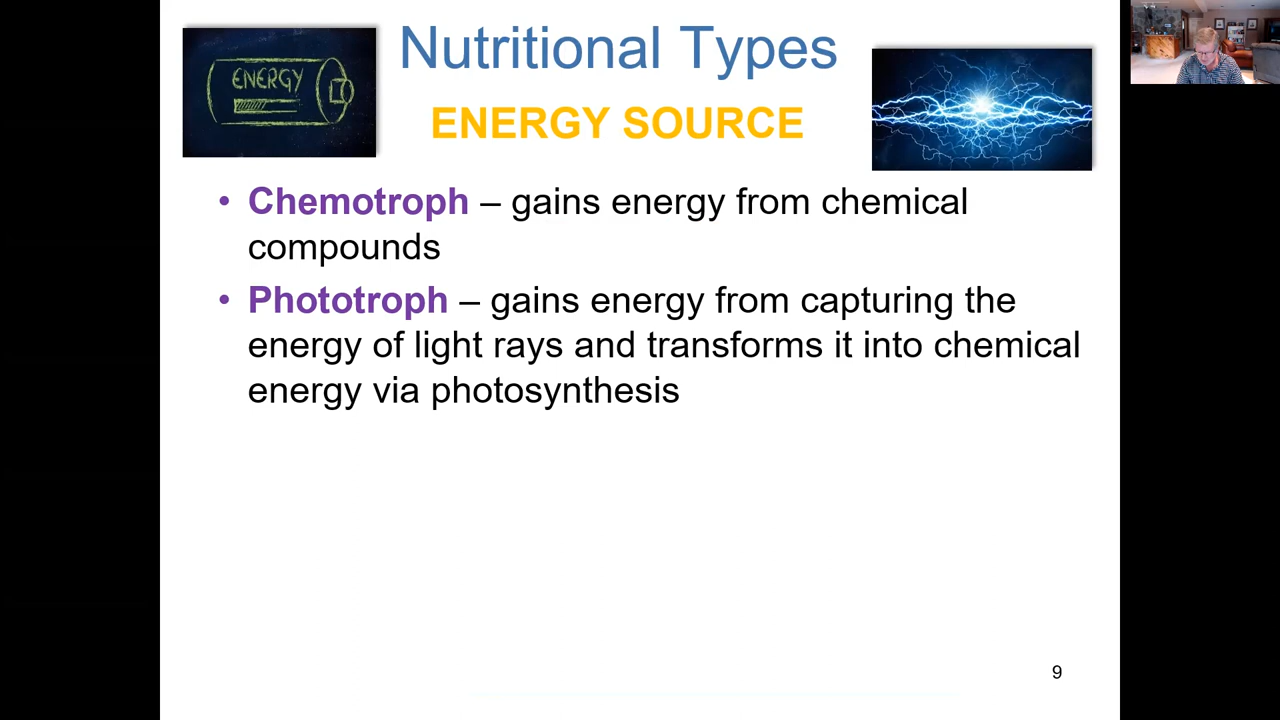 Nutritional Types
ENERGY
ENERGY SOURCE
• Chemotroph – gains energy from chemical
compounds
• Phototroph – gains energy from capturing the
energy of light rays and transforms it into chemical
energy via photosynthesis
9